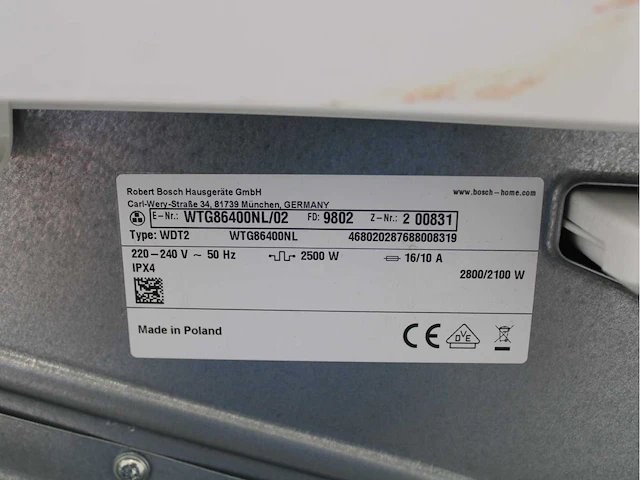 Robert Bosch Hausgeräte GmbH www.bosch-home.com
Carl-Wery-Straße 34, 81739 München, GERMANY
E-Nr.: WTG86400NL/02 FD: 9802 Z-Nr.: 2 00831
Type: WDT2 WTG86400NL 468020287688008319
220-240 V ~ 50 Hz 2500 W 16/10 A
IPX4 2800/2100 W
Made in Poland CE DVE